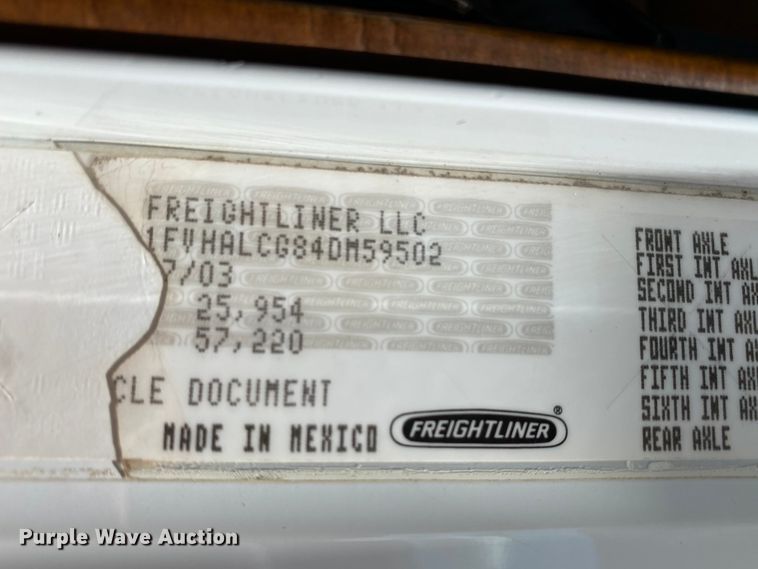 FREIGHTLINER LLC
1FVHALCG84DM59502
7/03
25,954
57,220
CLE DOCUMENT
MADE IN MEXICO
FREIGHTLINER®
FRONT AXLE
FIRST INT AXL
SECOND INT AX
THIRD INT AXL
FOURTH INT A
FIFTH INT AX
SIXTH INT AX
REAR AXLE
Purple Wave Auction